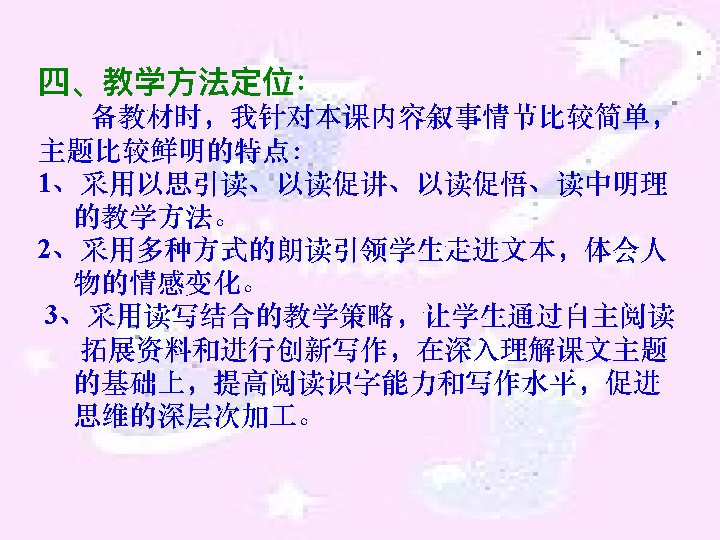 四、教学方法定位：
备教材时，我针对本课内容叙事情节比较简单，
主题比较鲜明的特点：
1、采用以思引读、以读促讲、以读促悟、读中明理
的教学方法。
2、采用多种方式的朗读引领学生走进文本，体会人
物的情感变化。
3、采用读写结合的教学策略，让学生通过自主阅读
拓展资料和进行创新写作，在深入理解课文主题
的基础上，提高阅读识字能力和写作水平，促进
思维的深层次加工。